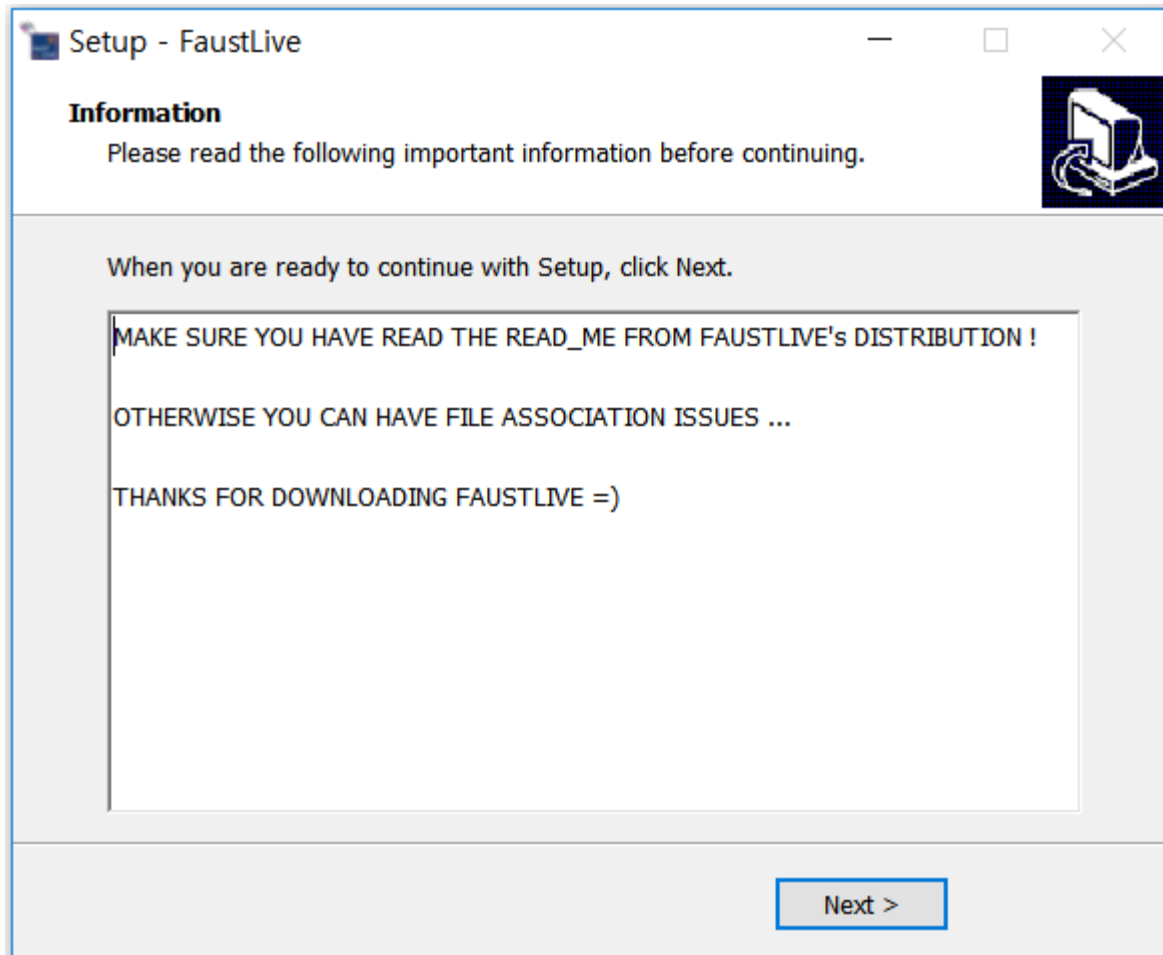 Setup - FaustLive
Information
Please read the following important information before continuing.
When you are ready to continue with Setup, click Next.
MAKE SURE YOU HAVE READ THE READ_ME FROM FAUSTLIVE's DISTRIBUTION !
OTHERWISE YOU CAN HAVE FILE ASSOCIATION ISSUES ...
THANKS FOR DOWNLOADING FAUSTLIVE =)
Next >